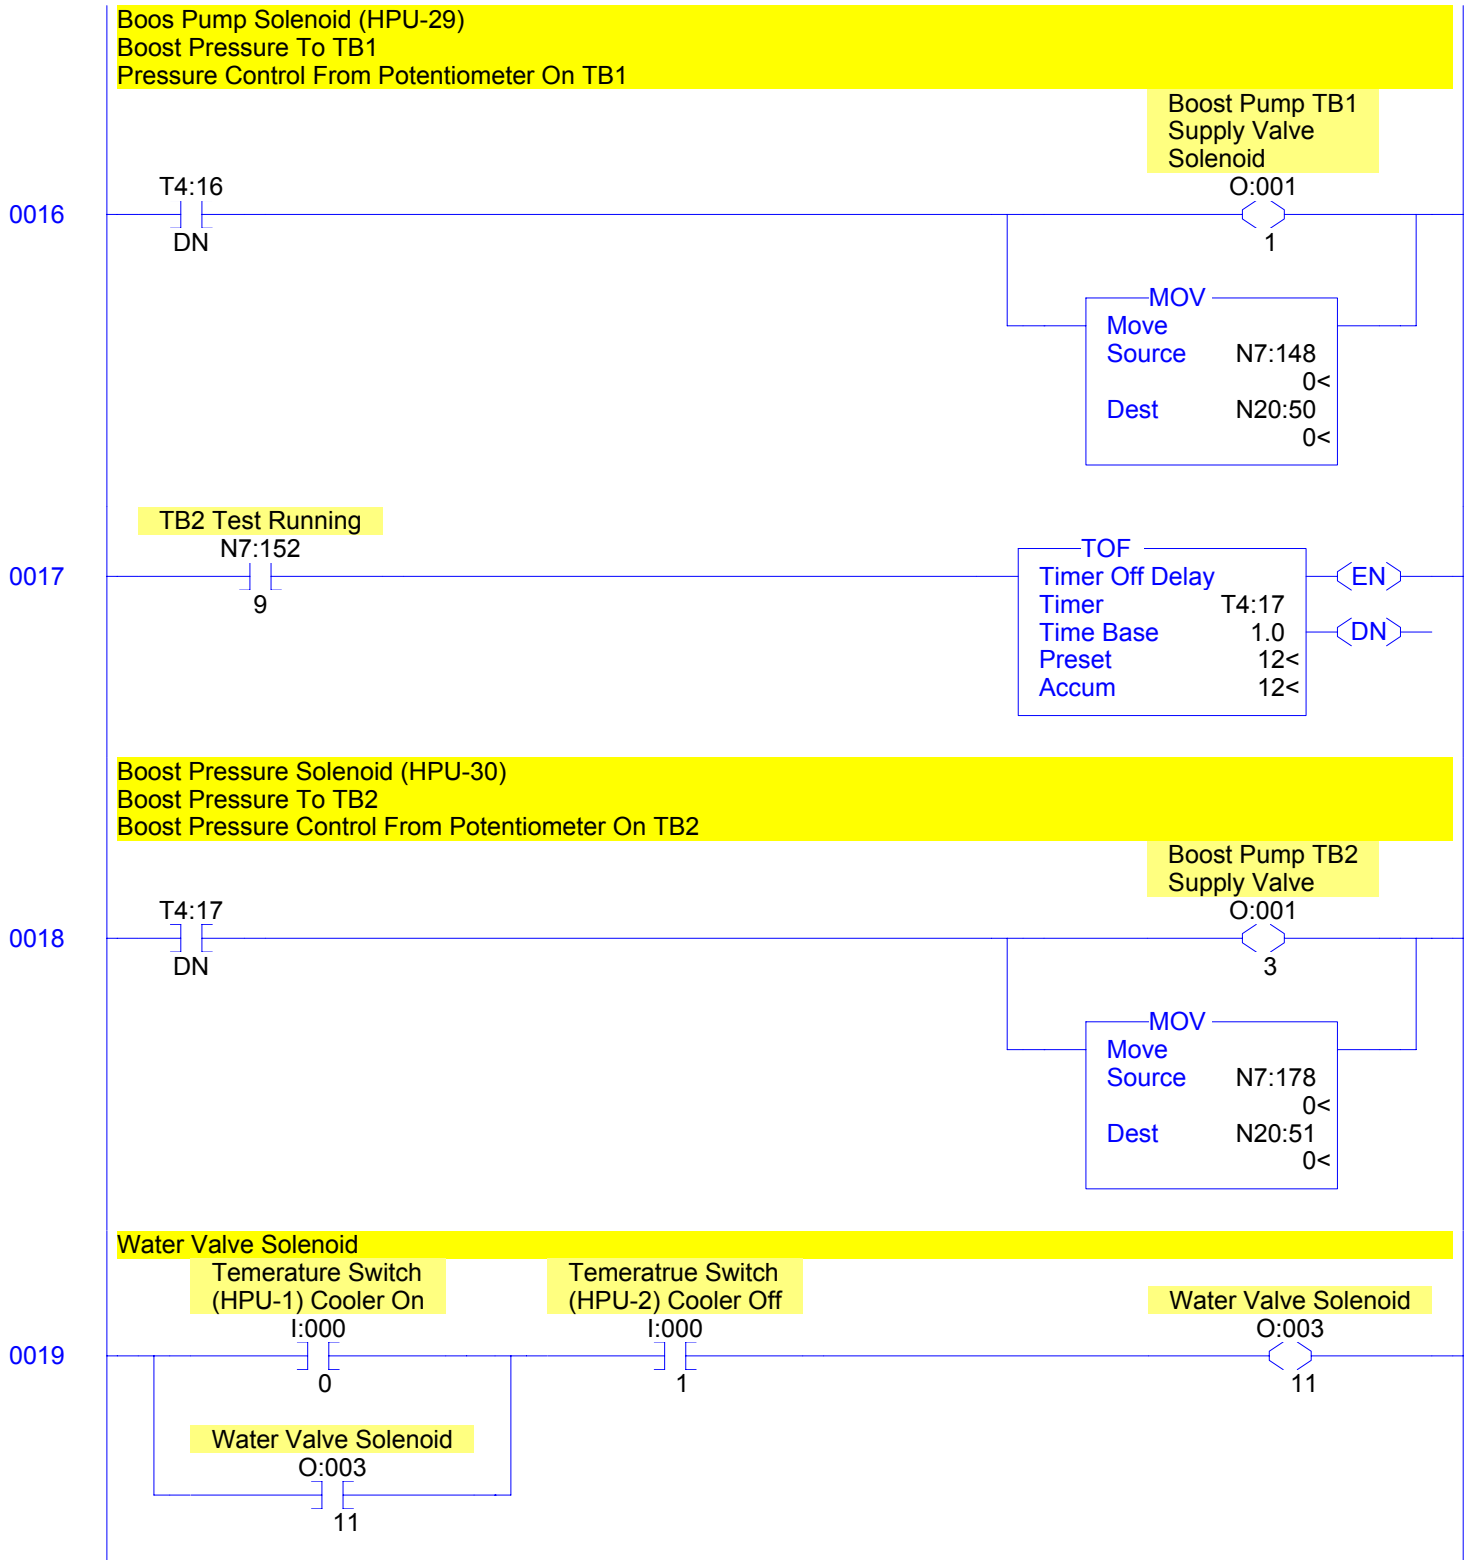 Boos Pump Solenoid (HPU-29)
Boost Pressure To TB1
Pressure Control From Potentiometer On TB1
Boost Pump TB1
Supply Valve
Solenoid
T4:16
O:001
0016
DN
1
MOV
Move
Source N7:148
0<
Dest N20:50
0<
TB2 Test Running
N7:152
TOF
0017
Timer Off Delay
EN
9
Timer T4:17
Time Base 1.0
DN
Preset 12<
Accum 12<
Boost Pressure Solenoid (HPU-30)
Boost Pressure To TB2
Boost Pressure Control From Potentiometer On TB2
Boost Pump TB2
Supply Valve
T4:17
O:001
0018
DN
3
MOV
Move
Source N7:178
0<
Dest N20:51
0<
Water Valve Solenoid
Temerature Switch
(HPU-1) Cooler On
Temeratrue Switch
(HPU-2) Cooler Off
Water Valve Solenoid
I:000
I:000
O:003
0019
0
1
11
Water Valve Solenoid
O:003
11